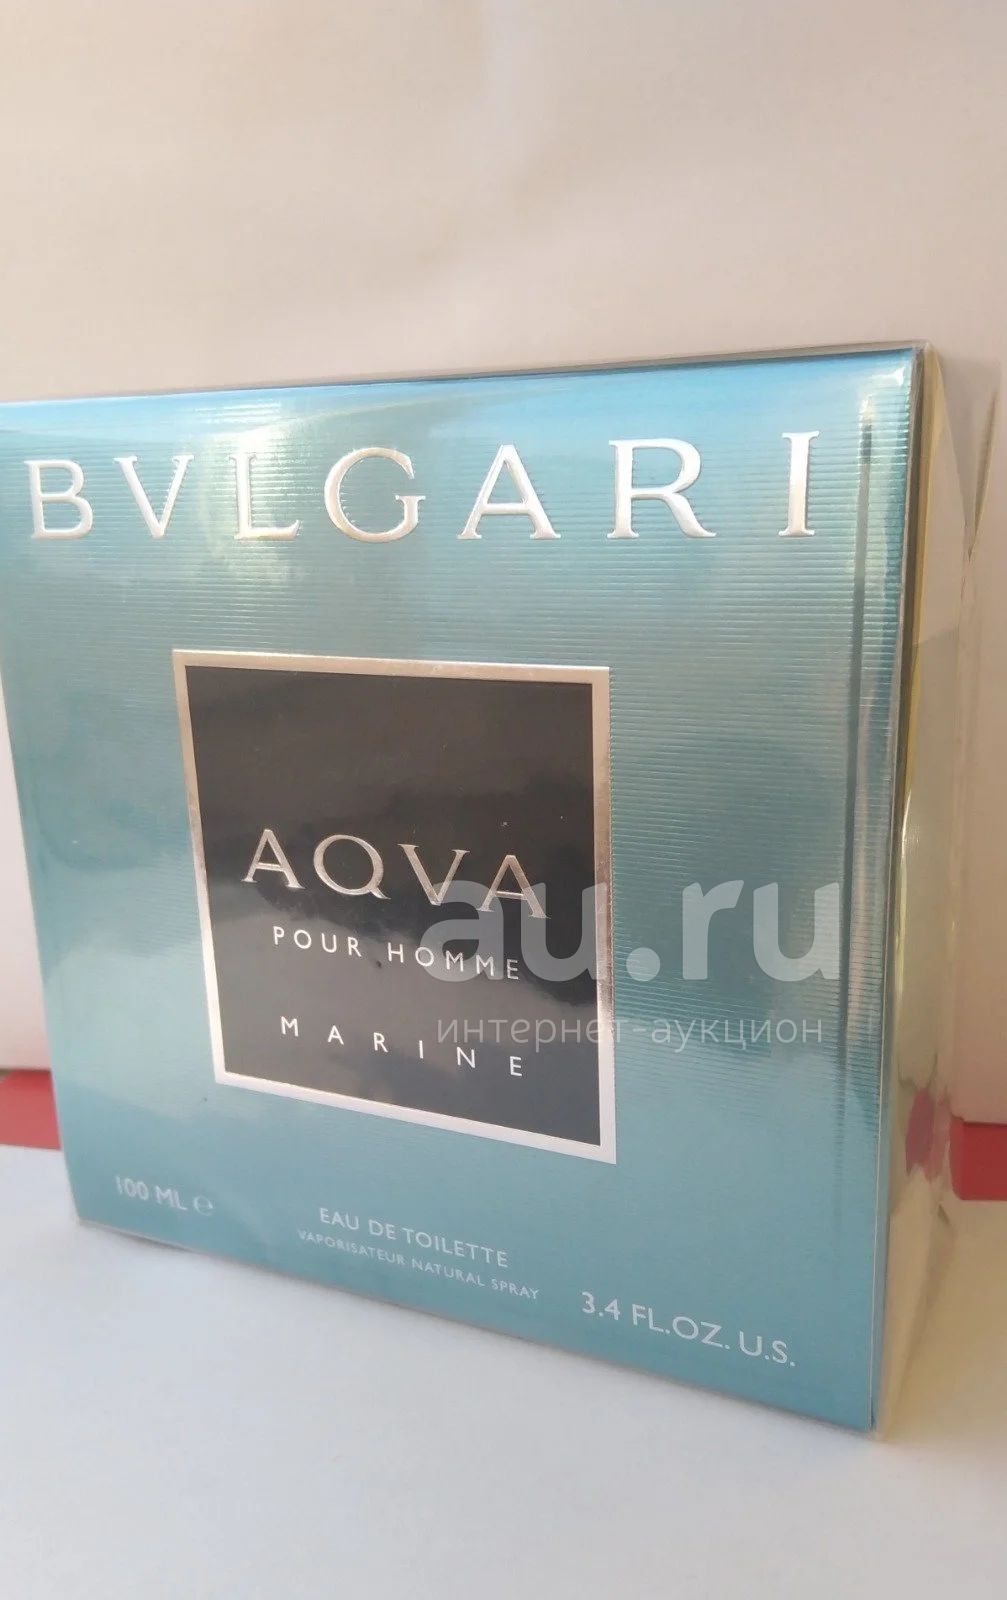 BVLGARI
AQVA
POUR HOMME
MARINE
au.ru
интернет-аукцион
100 ML ℮
EAU DE TOILETTE
VAPORISATEUR NATURAL SPRAY
3.4 FL.OZ. U.S.